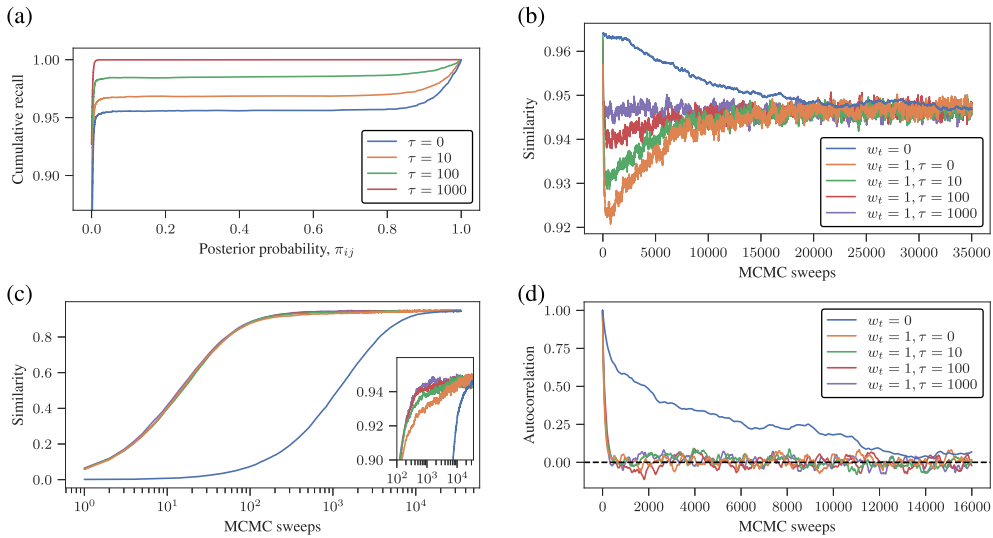 (a)
Cumulative recall
1.00
0.95
0.90
τ = 0
τ = 10
τ = 100
τ = 1000
0.0 0.2 0.4 0.6 0.8 1.0
Posterior probability, π_{ij}
(b)
Similarity
0.96
0.95
0.94
0.93
0.92
w_t = 0
w_t = 1, τ = 0
w_t = 1, τ = 10
w_t = 1, τ = 100
w_t = 1, τ = 1000
0 5000 10000 15000 20000 25000 30000 35000
MCMC sweeps
(c)
Similarity
0.8
0.6
0.4
0.2
0.0
0.94
0.92
0.90
10^2 10^3 10^4
10^0 10^1 10^2 10^3 10^4
MCMC sweeps
(d)
Autocorrelation
1.00
0.75
0.50
0.25
0.00
w_t = 0
w_t = 1, τ = 0
w_t = 1, τ = 10
w_t = 1, τ = 100
w_t = 1, τ = 1000
0 2000 4000 6000 8000 10000 12000 14000 16000
MCMC sweeps